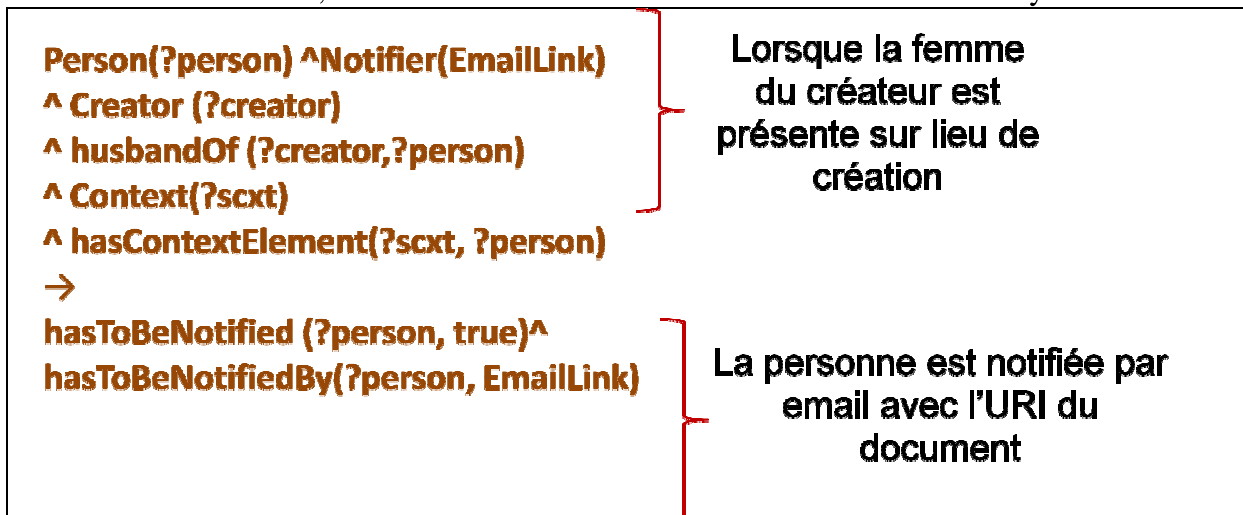 Person(?person) ^Notifier(EmailLink)
^ Creator (?creator)
^ husbandOf (?creator,?person)
^ Context(?scxt)
^ hasContextElement(?scxt, ?person)
→
hasToBeNotified (?person, true)^
hasToBeNotifiedBy(?person, EmailLink)
Lorsque la femme
du créateur est
présente sur lieu de
création
La personne est notifiée par
email avec l'URI du
document